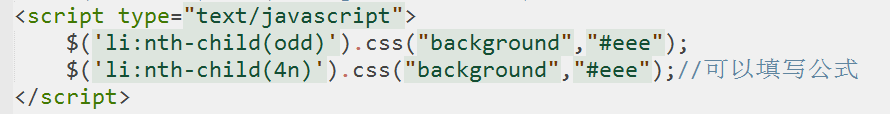 <script type="text/javascript">
$('li:nth-child(odd)').css("background","#eee");
$('li:nth-child(4n)').css("background","#eee");//可以填写公式
</script>